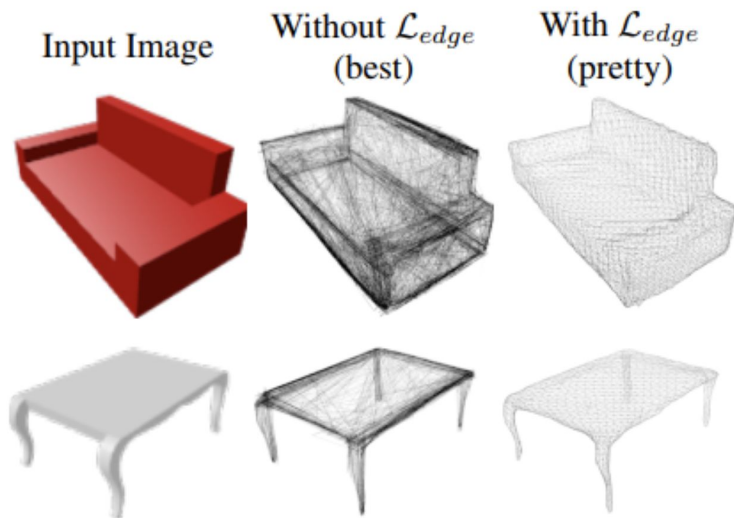 Input Image
Without ℒ_edge
(best)
With ℒ_edge
(pretty)